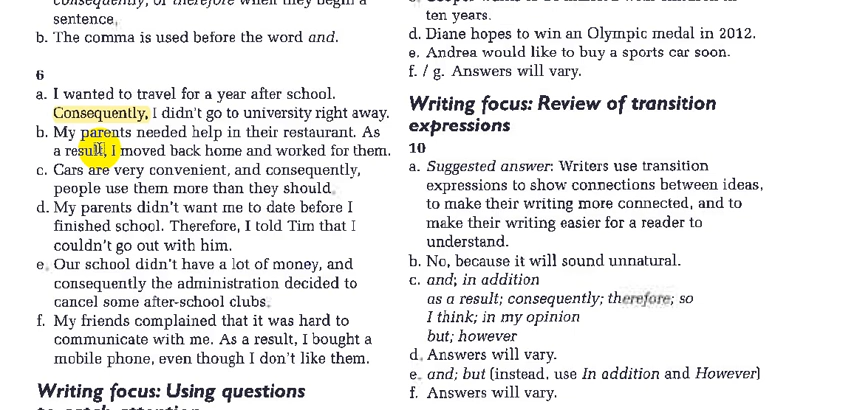 consequently, or therefore when they begin a
sentence.
b. The comma is used before the word and.
6
a. I wanted to travel for a year after school.
Consequently, I didn't go to university right away.
b. My parents needed help in their restaurant. As
a result, I moved back home and worked for them.
c. Cars are very convenient, and consequently,
people use them more than they should.
d. My parents didn't want me to date before I
finished school. Therefore, I told Tim that I
couldn't go out with him.
e. Our school didn't have a lot of money, and
consequently the administration decided to
cancel some after-school clubs.
f. My friends complained that it was hard to
communicate with me. As a result, I bought a
mobile phone, even though I don't like them.
Writing focus: Using questions
to catch attention
ten years.
d. Diane hopes to win an Olympic medal in 2012.
e. Andrea would like to buy a sports car soon.
f. / g. Answers will vary.
Writing focus: Review of transition
expressions
10
a. Suggested answer: Writers use transition
expressions to show connections between ideas,
to make their writing more connected, and to
make their writing easier for a reader to
understand.
b. No, because it will sound unnatural.
c. and; in addition
as a result; consequently; therefore; so
I think; in my opinion
but; however
d. Answers will vary.
e. and; but (instead, use In addition and However)
f. Answers will vary.